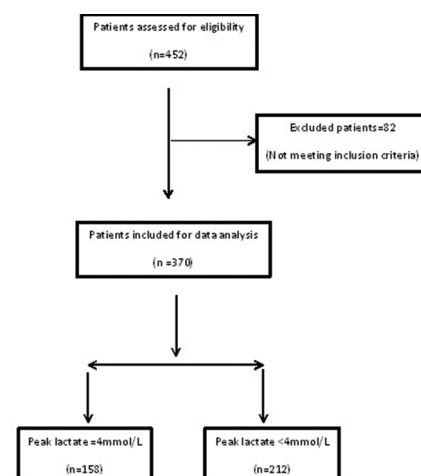 Patients assessed for eligibility
(n=452)
Excluded patients=82
(Not meeting inclusion criteria)
Patients included for data analysis
(n =370)
Peak lactate =4mmol/L
(n=158)
Peak lactate <4mmol/L
(n=212)